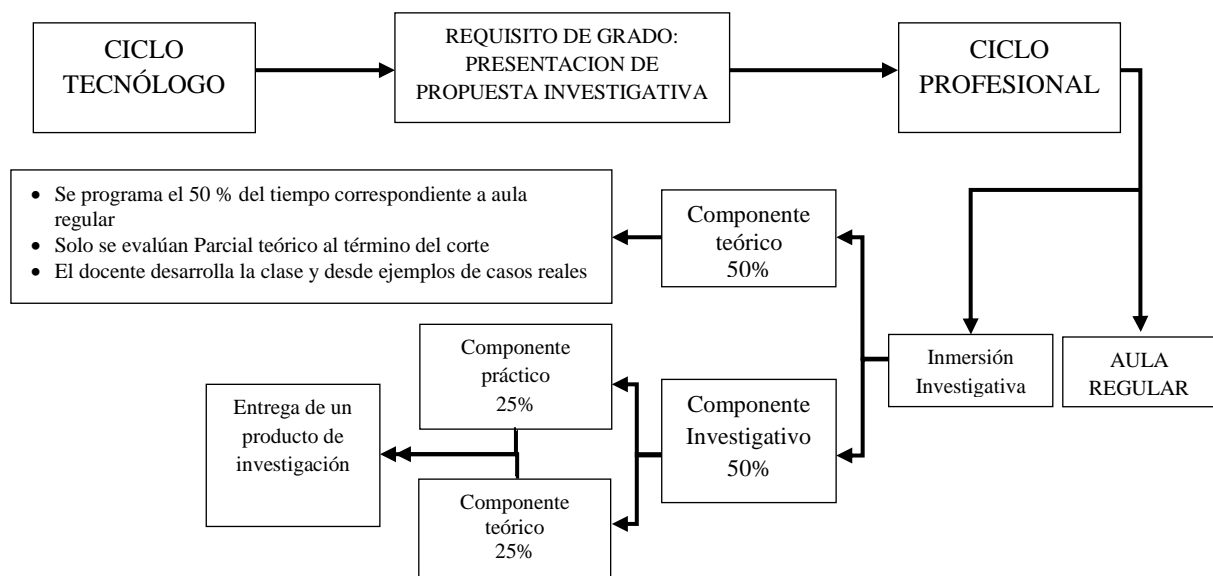 CICLO
TECNÓLOGO
REQUISITO DE GRADO:
PRESENTACION DE
PROPUESTA INVESTIGATIVA
CICLO
PROFESIONAL
• Se programa el 50 % del tiempo correspondiente a aula
regular
• Solo se evalúan Parcial teórico al término del corte
• El docente desarrolla la clase y desde ejemplos de casos reales
Componente
teórico
50%
Inmersión
Investigativa
AULA
REGULAR
Componente
práctico
25%
Componente
Investigativo
50%
Entrega de un
producto de
investigación
Componente
teórico
25%